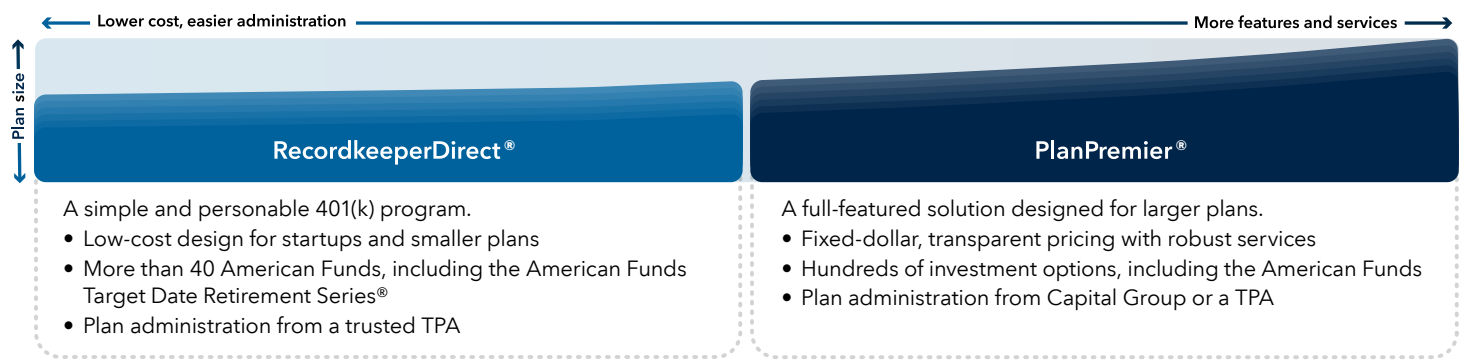 Lower cost, easier administration
More features and services
Plan size
RecordkeeperDirect®
A simple and personable 401(k) program.
• Low-cost design for startups and smaller plans
• More than 40 American Funds, including the American Funds
Target Date Retirement Series®
• Plan administration from a trusted TPA
PlanPremier®
A full-featured solution designed for larger plans.
• Fixed-dollar, transparent pricing with robust services
• Hundreds of investment options, including the American Funds
• Plan administration from Capital Group or a TPA